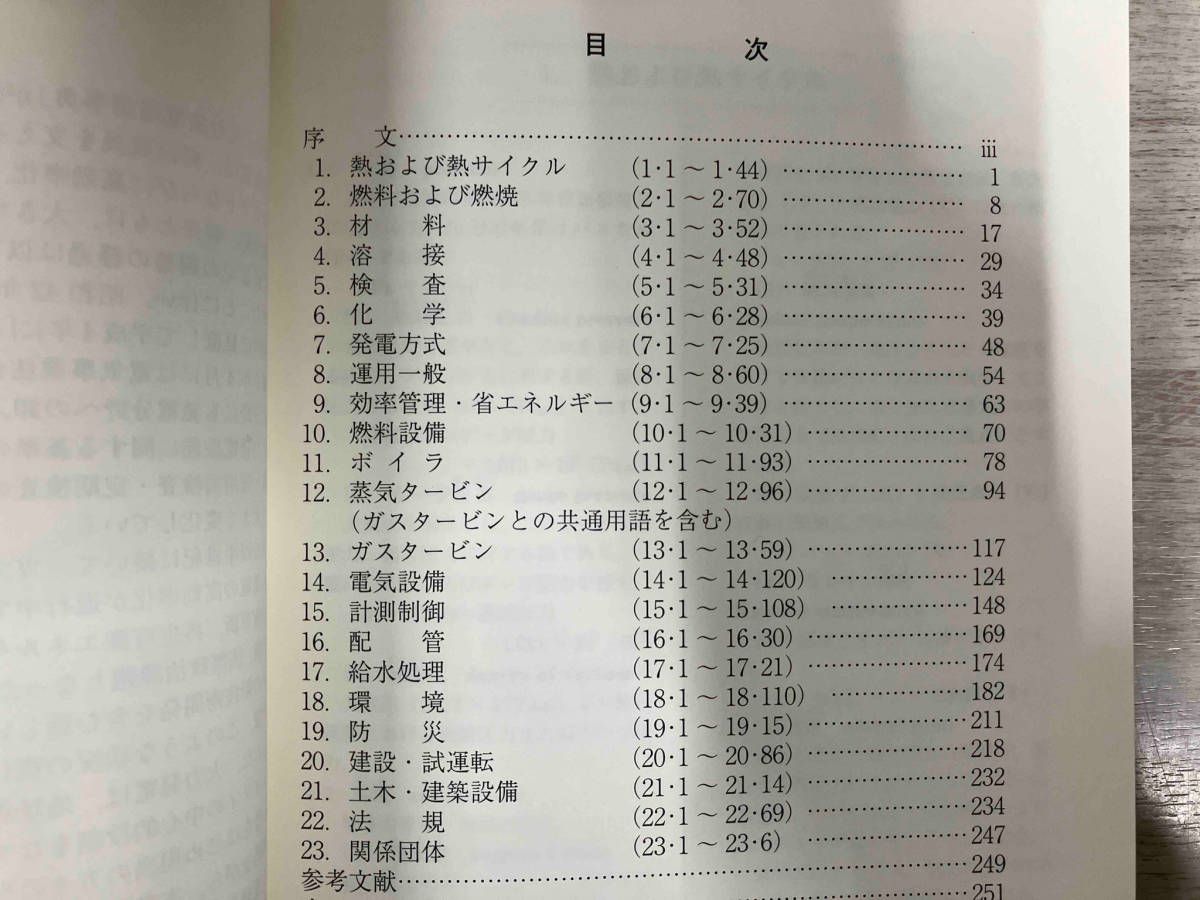 目 次
序 文……………………………………………… iii
1. 熱および熱サイクル (1·1 ～ 1·44) ……………… 1
2. 燃料および燃焼 (2·1 ～ 2·70) ……………… 8
3. 材 料 (3·1 ～ 3·52) ……………… 17
4. 溶 接 (4·1 ～ 4·48) ……………… 29
5. 検 査 (5·1 ～ 5·31) ……………… 34
6. 化 学 (6·1 ～ 6·28) ……………… 39
7. 発電方式 (7·1 ～ 7·25) ……………… 48
8. 運用一般 (8·1 ～ 8·60) ……………… 54
9. 効率管理・省エネルギー (9·1 ～ 9·39) ……………… 63
10. 燃料設備 (10·1 ～ 10·31) ……………… 70
11. ボ イ ラ (11·1 ～ 11·93) ……………… 78
12. 蒸気タービン (12·1 ～ 12·96) ……………… 94
(ガスタービンとの共通用語を含む)
13. ガスタービン (13·1 ～ 13·59) ……………… 117
14. 電気設備 (14·1 ～ 14·120) ……………… 124
15. 計測制御 (15·1 ～ 15·108) ……………… 148
16. 配 管 (16·1 ～ 16·30) ……………… 169
17. 給水処理 (17·1 ～ 17·21) ……………… 174
18. 環 境 (18·1 ～ 18·110) ……………… 182
19. 防 災 (19·1 ～ 19·15) ……………… 211
20. 建設・試運転 (20·1 ～ 20·86) ……………… 218
21. 土木・建築設備 (21·1 ～ 21·14) ……………… 232
22. 法 規 (22·1 ～ 22·69) ……………… 234
23. 関係団体 (23·1 ～ 23·6) ……………… 247
参考文献……………………………………………… 249
251